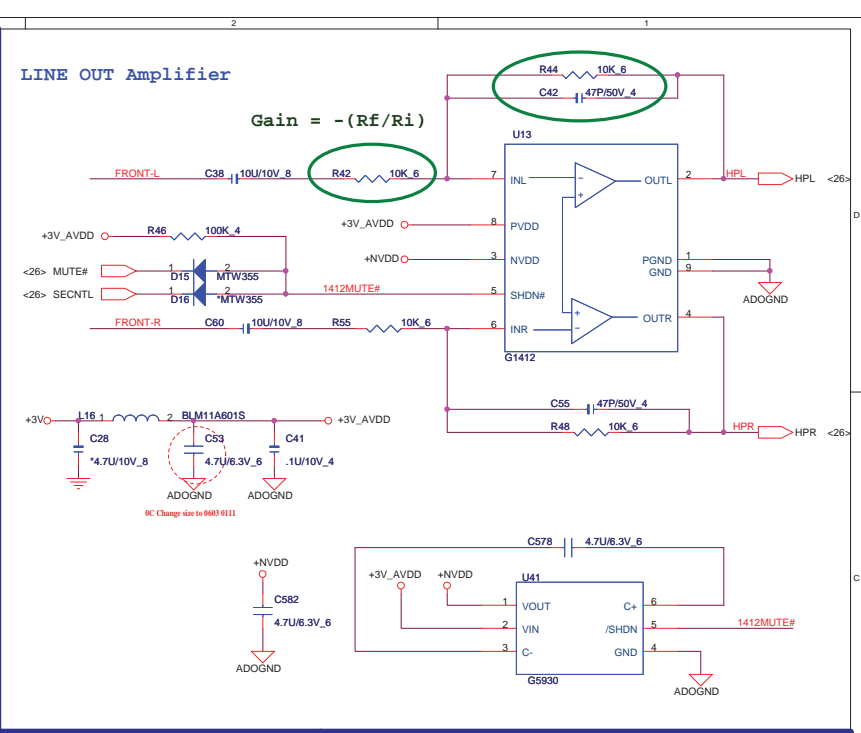 2
1
LINE OUT Amplifier
R44
10K_6
C42
47P/50V_4
Gain = -(Rf/Ri)
U13
FRONT-L
C38
10U/10V_8
R42
10K_6
7
INL
-
+
OUTL
2
HPL
HPL
<26>
D
+3V_AVDD
8
PVDD
R46
100K_4
+3V_AVDD
+NVDD
3
NVDD
PGND
1
GND
9
<26> MUTE#
1
2
D15
MTW355
<26> SECNTL
1
2
D16
*MTW355
1412MUTE#
5
SHDN#
ADOGND
FRONT-R
C60
10U/10V_8
R55
10K_6
6
INR
+
-
OUTR
4
G1412
C55
47P/50V_4
R48
10K_6
HPR
HPR
<26>
+3V
L16
1
2
BLM11A601S
+3V_AVDD
C28
*4.7U/10V_8
C53
4.7U/6.3V_6
C41
.1U/10V_4
ADOGND
ADOGND
0C Change size to 0603 0111
C578
4.7U/6.3V_6
+NVDD
+3V_AVDD
+NVDD
U41
C
C582
4.7U/6.3V_6
1
VOUT
C+
6
2
VIN
/SHDN
5
1412MUTE#
3
C-
GND
4
ADOGND
G5930
ADOGND